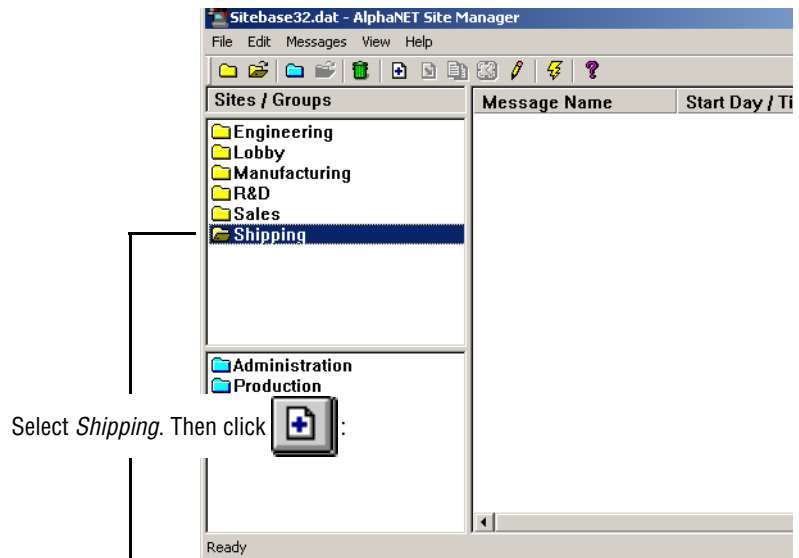 Sitebase32.dat - AlphaNET Site Manager
File Edit Messages View Help
Sites / Groups
Message Name Start Day / Ti
Engineering
Lobby
Manufacturing
R&D
Sales
Shipping
Administration
Production
Select Shipping. Then click :
Ready